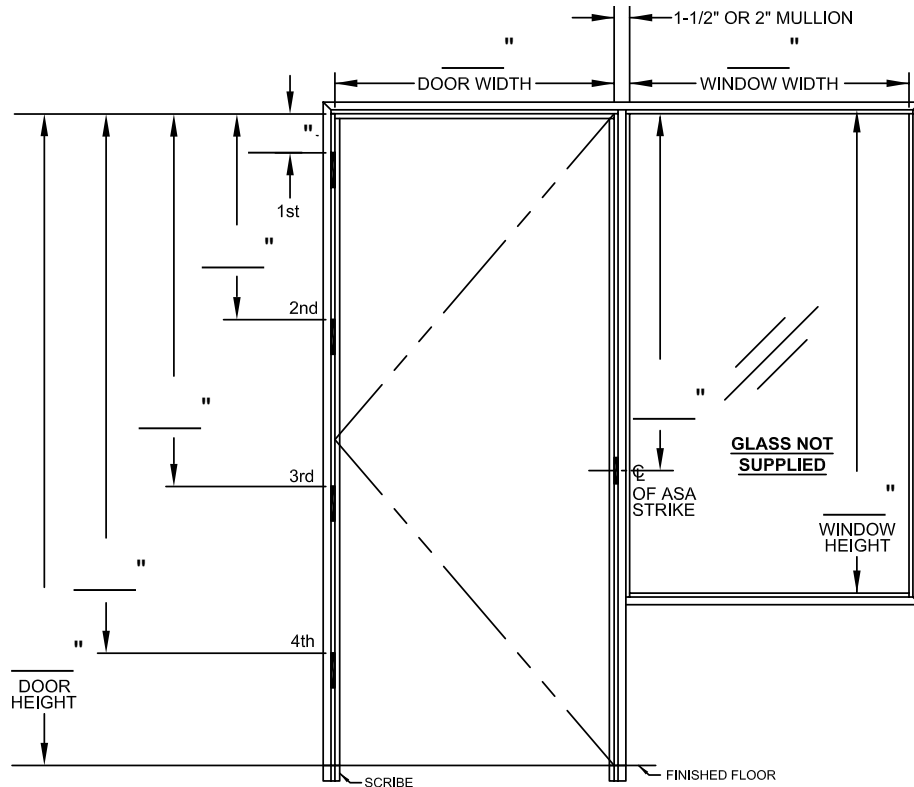 1-1/2" OR 2" MULLION
"
"
DOOR WIDTH
WINDOW WIDTH
".
1st
"
2nd
"
"
GLASS NOT
SUPPLIED
3rd
℄
OF ASA
STRIKE
"
WINDOW
HEIGHT
"
4th
"
DOOR
HEIGHT
SCRIBE
FINISHED FLOOR